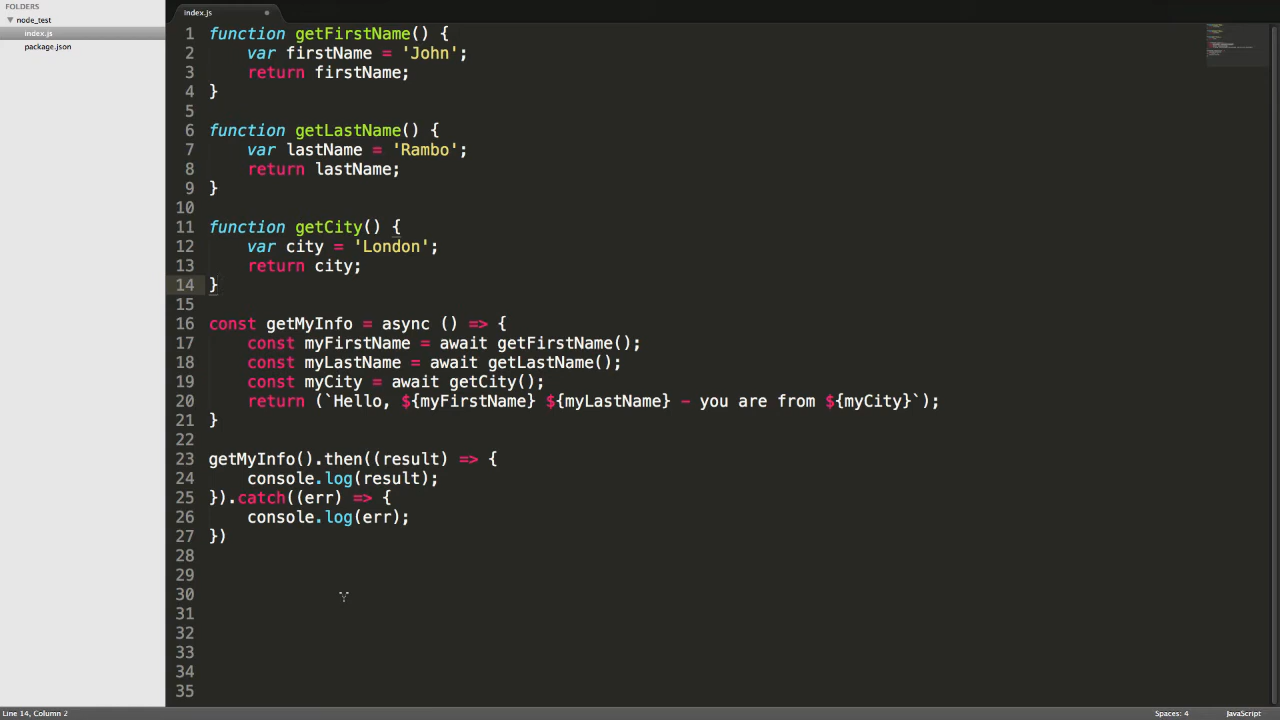 FOLDERS
node_test
index.js
package.json
index.js
1 function getFirstName() {
2     var firstName = 'John';
3     return firstName;
4 }
5
6 function getLastName() {
7     var lastName = 'Rambo';
8     return lastName;
9 }
10
11 function getCity() {
12     var city = 'London';
13     return city;
14 }
15
16 const getMyInfo = async () => {
17     const myFirstName = await getFirstName();
18     const myLastName = await getLastName();
19     const myCity = await getCity();
20     return (`Hello, ${myFirstName} ${myLastName} - you are from ${myCity}`);
21 }
22
23 getMyInfo().then((result) => {
24     console.log(result);
25 }).catch((err) => {
26     console.log(err);
27 })
28
29
30
31
32
33
34
35
Line 14, Column 2
Spaces: 4
JavaScript